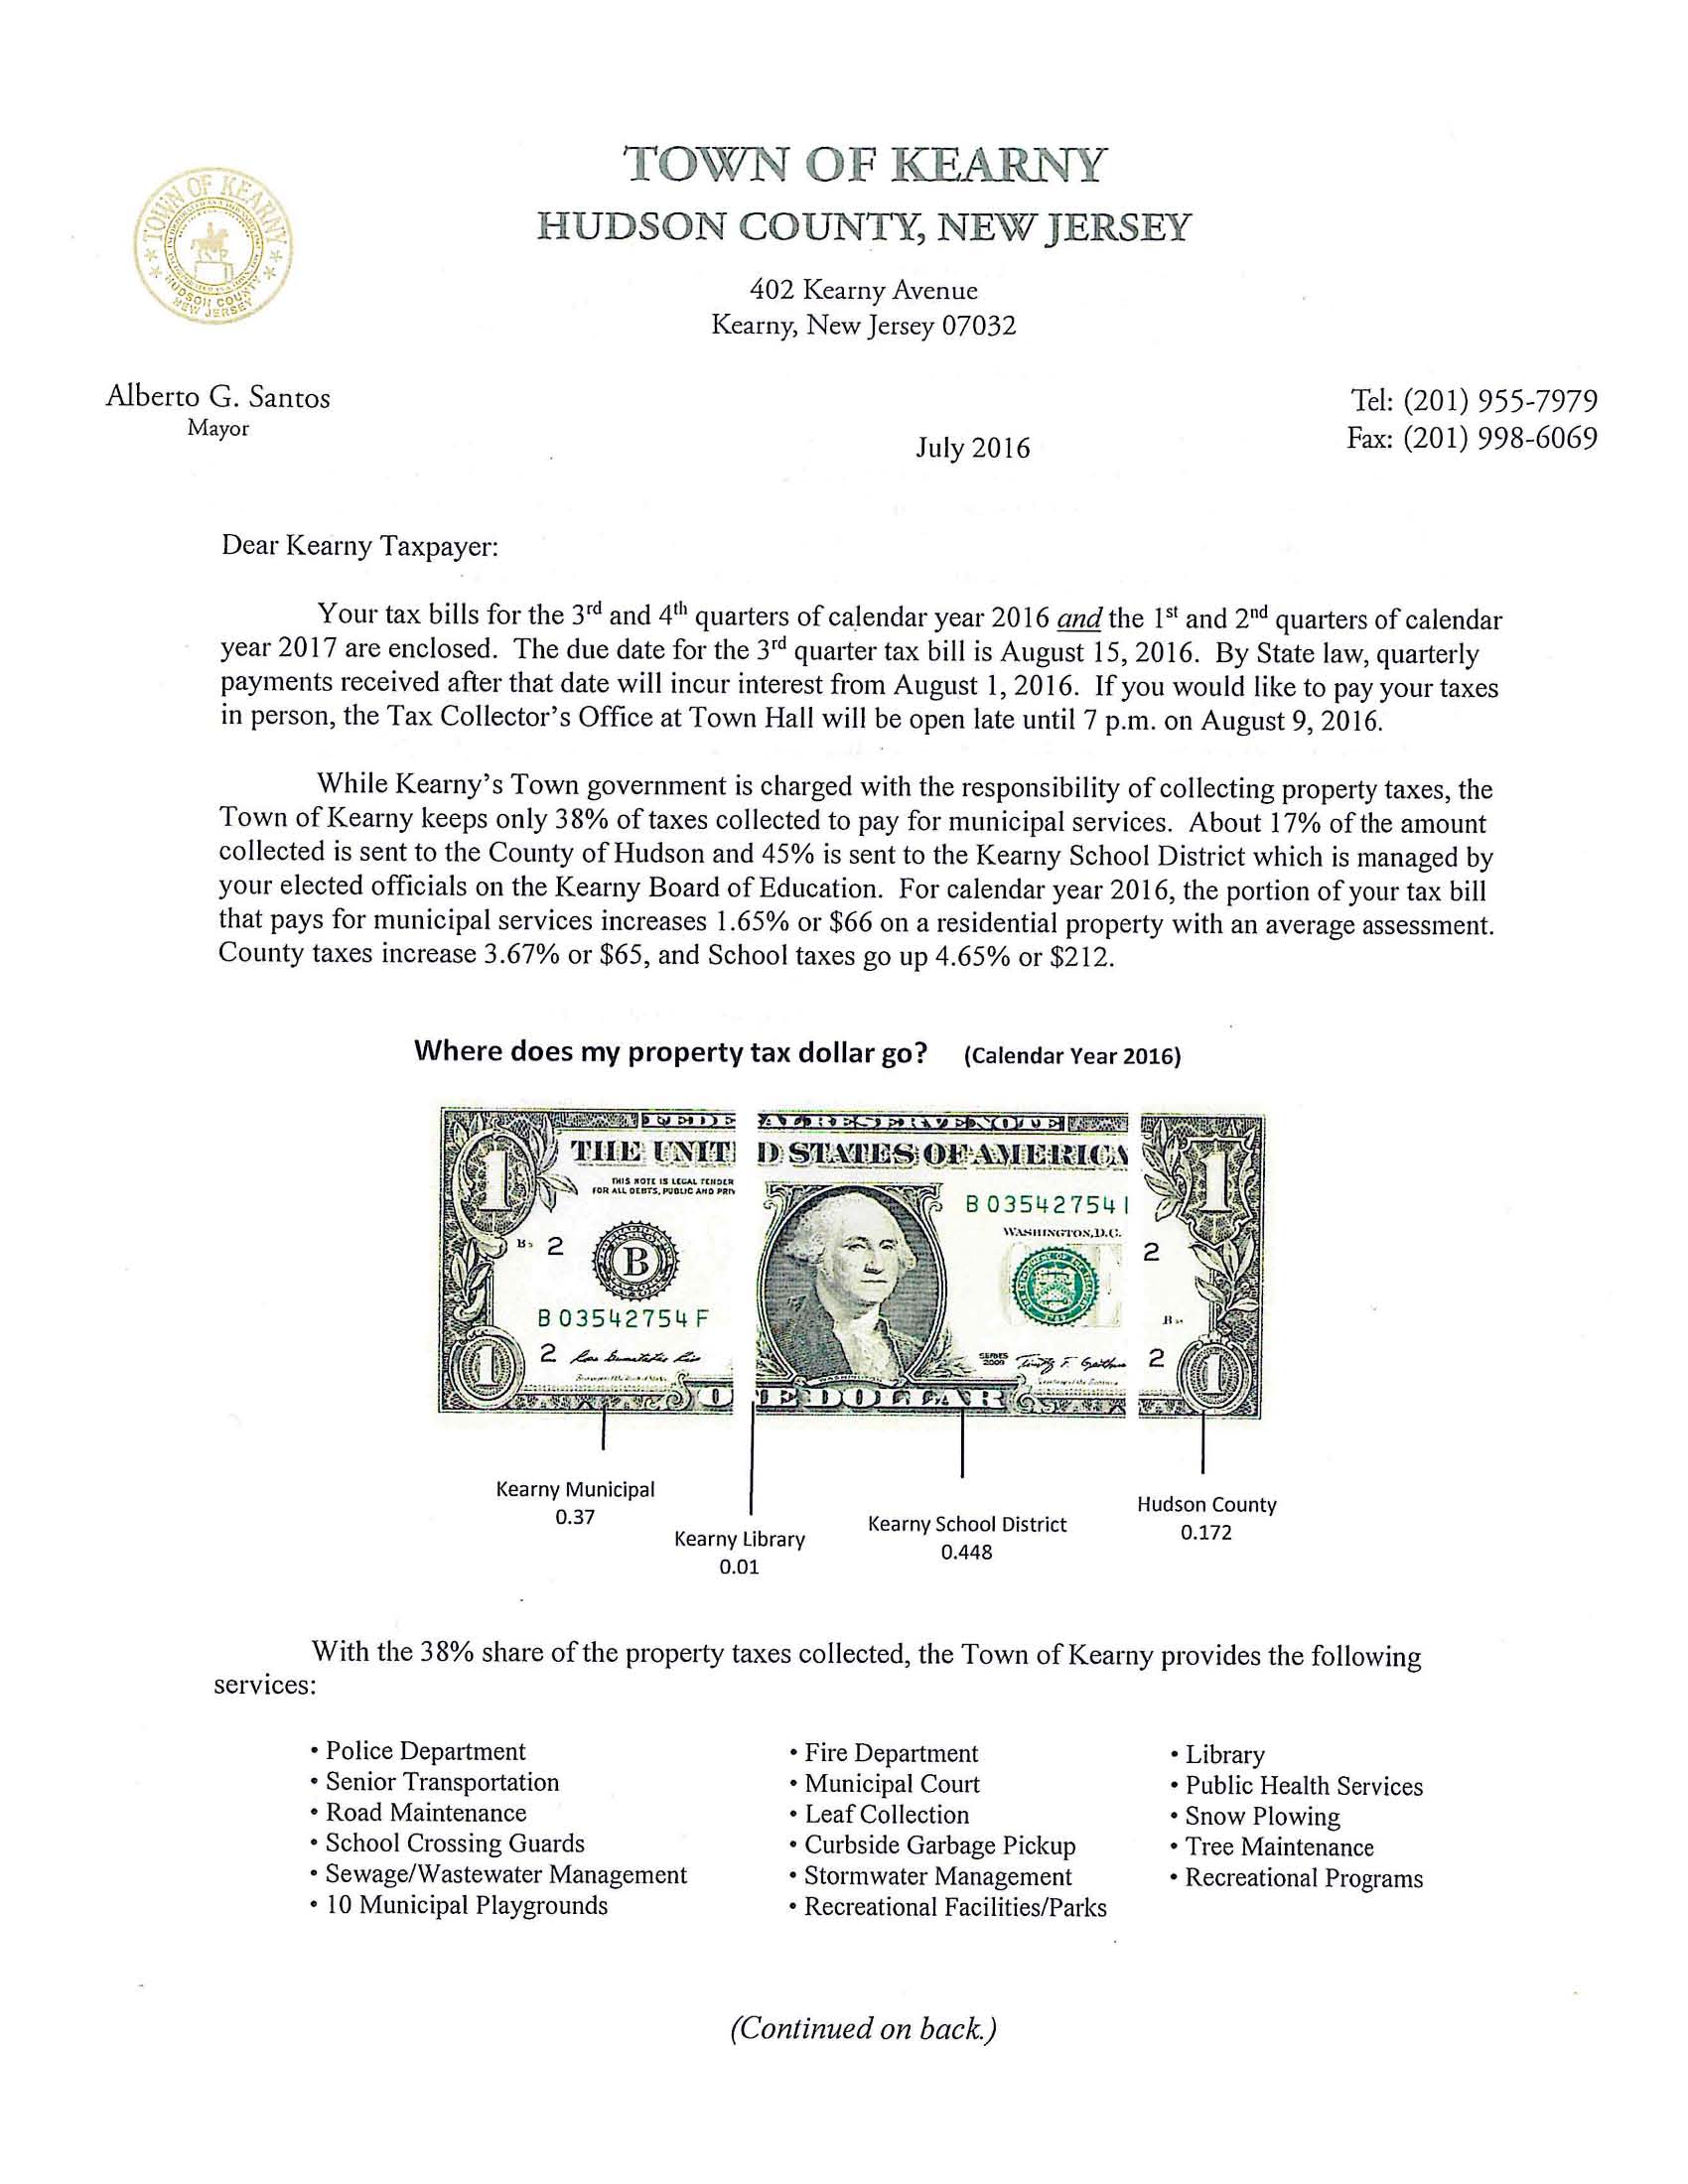 TOWN OF KEARNY
HUDSON COUNTY, NEW JERSEY
402 Kearny Avenue
Kearny, New Jersey 07032
TOWN OF KEARNY
HUDSON COUNTY
NEW JERSEY
Alberto G. Santos
Mayor
Tel: (201) 955-7979
Fax: (201) 998-6069
July 2016
Dear Kearny Taxpayer:
Your tax bills for the 3rd and 4th quarters of calendar year 2016 and the 1st and 2nd quarters of calendar
year 2017 are enclosed. The due date for the 3rd quarter tax bill is August 15, 2016. By State law, quarterly
payments received after that date will incur interest from August 1, 2016. If you would like to pay your taxes
in person, the Tax Collector's Office at Town Hall will be open late until 7 p.m. on August 9, 2016.
While Kearny's Town government is charged with the responsibility of collecting property taxes, the
Town of Kearny keeps only 38% of taxes collected to pay for municipal services. About 17% of the amount
collected is sent to the County of Hudson and 45% is sent to the Kearny School District which is managed by
your elected officials on the Kearny Board of Education. For calendar year 2016, the portion of your tax bill
that pays for municipal services increases 1.65% or $66 on a residential property with an average assessment.
County taxes increase 3.67% or $65, and School taxes go up 4.65% or $212.
Where does my property tax dollar go? (Calendar Year 2016)
THE UNIT D STATES OF AMERICA
THIS NOTE IS LEGAL TENDER
FOR ALL DEBTS, PUBLIC AND PRIV
B 03542754
WASHINGTON, D.C.
1
1
2
B
2
B 03542754 F
2
SERIES
2009
2
1
O E DOLLAR
1
Kearny Municipal
0.37
Kearny Library
0.01
Kearny School District
0.448
Hudson County
0.172
With the 38% share of the property taxes collected, the Town of Kearny provides the following
services:
• Police Department
• Senior Transportation
• Road Maintenance
• School Crossing Guards
• Sewage/Wastewater Management
• 10 Municipal Playgrounds
• Fire Department
• Municipal Court
• Leaf Collection
• Curbside Garbage Pickup
• Stormwater Management
• Recreational Facilities/Parks
• Library
• Public Health Services
• Snow Plowing
• Tree Maintenance
• Recreational Programs
(Continued on back.)